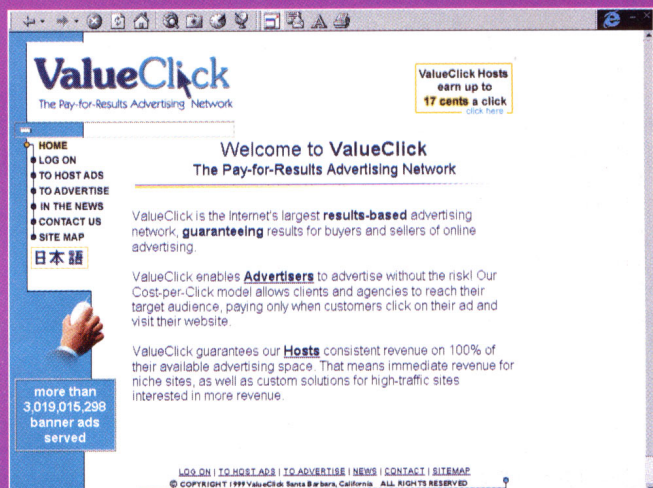 ValueClick
The Pay-for-Results Advertising Network
ValueClick Hosts
earn up to
17 cents a click
click here
HOME
LOG ON
TO HOST ADS
TO ADVERTISE
IN THE NEWS
CONTACT US
SITE MAP
日本語
more than
3,019,015,298
banner ads
served
Welcome to ValueClick
The Pay-for-Results Advertising Network
ValueClick is the Internet's largest results-based advertising
network, guaranteeing results for buyers and sellers of online
advertising.
ValueClick enables Advertisers to advertise without the risk! Our
Cost-per-Click model allows clients and agencies to reach their
target audience, paying only when customers click on their ad and
visit their website.
ValueClick guarantees our Hosts consistent revenue on 100% of
their available advertising space. That means immediate revenue for
niche sites, as well as custom solutions for high-traffic sites
interested in more revenue.
LOG ON | TO HOST ADS | TO ADVERTISE | NEWS | CONTACT | SITEMAP
© COPYRIGHT 1999 ValueClick Santa Barbara, California ALL RIGHTS RESERVED